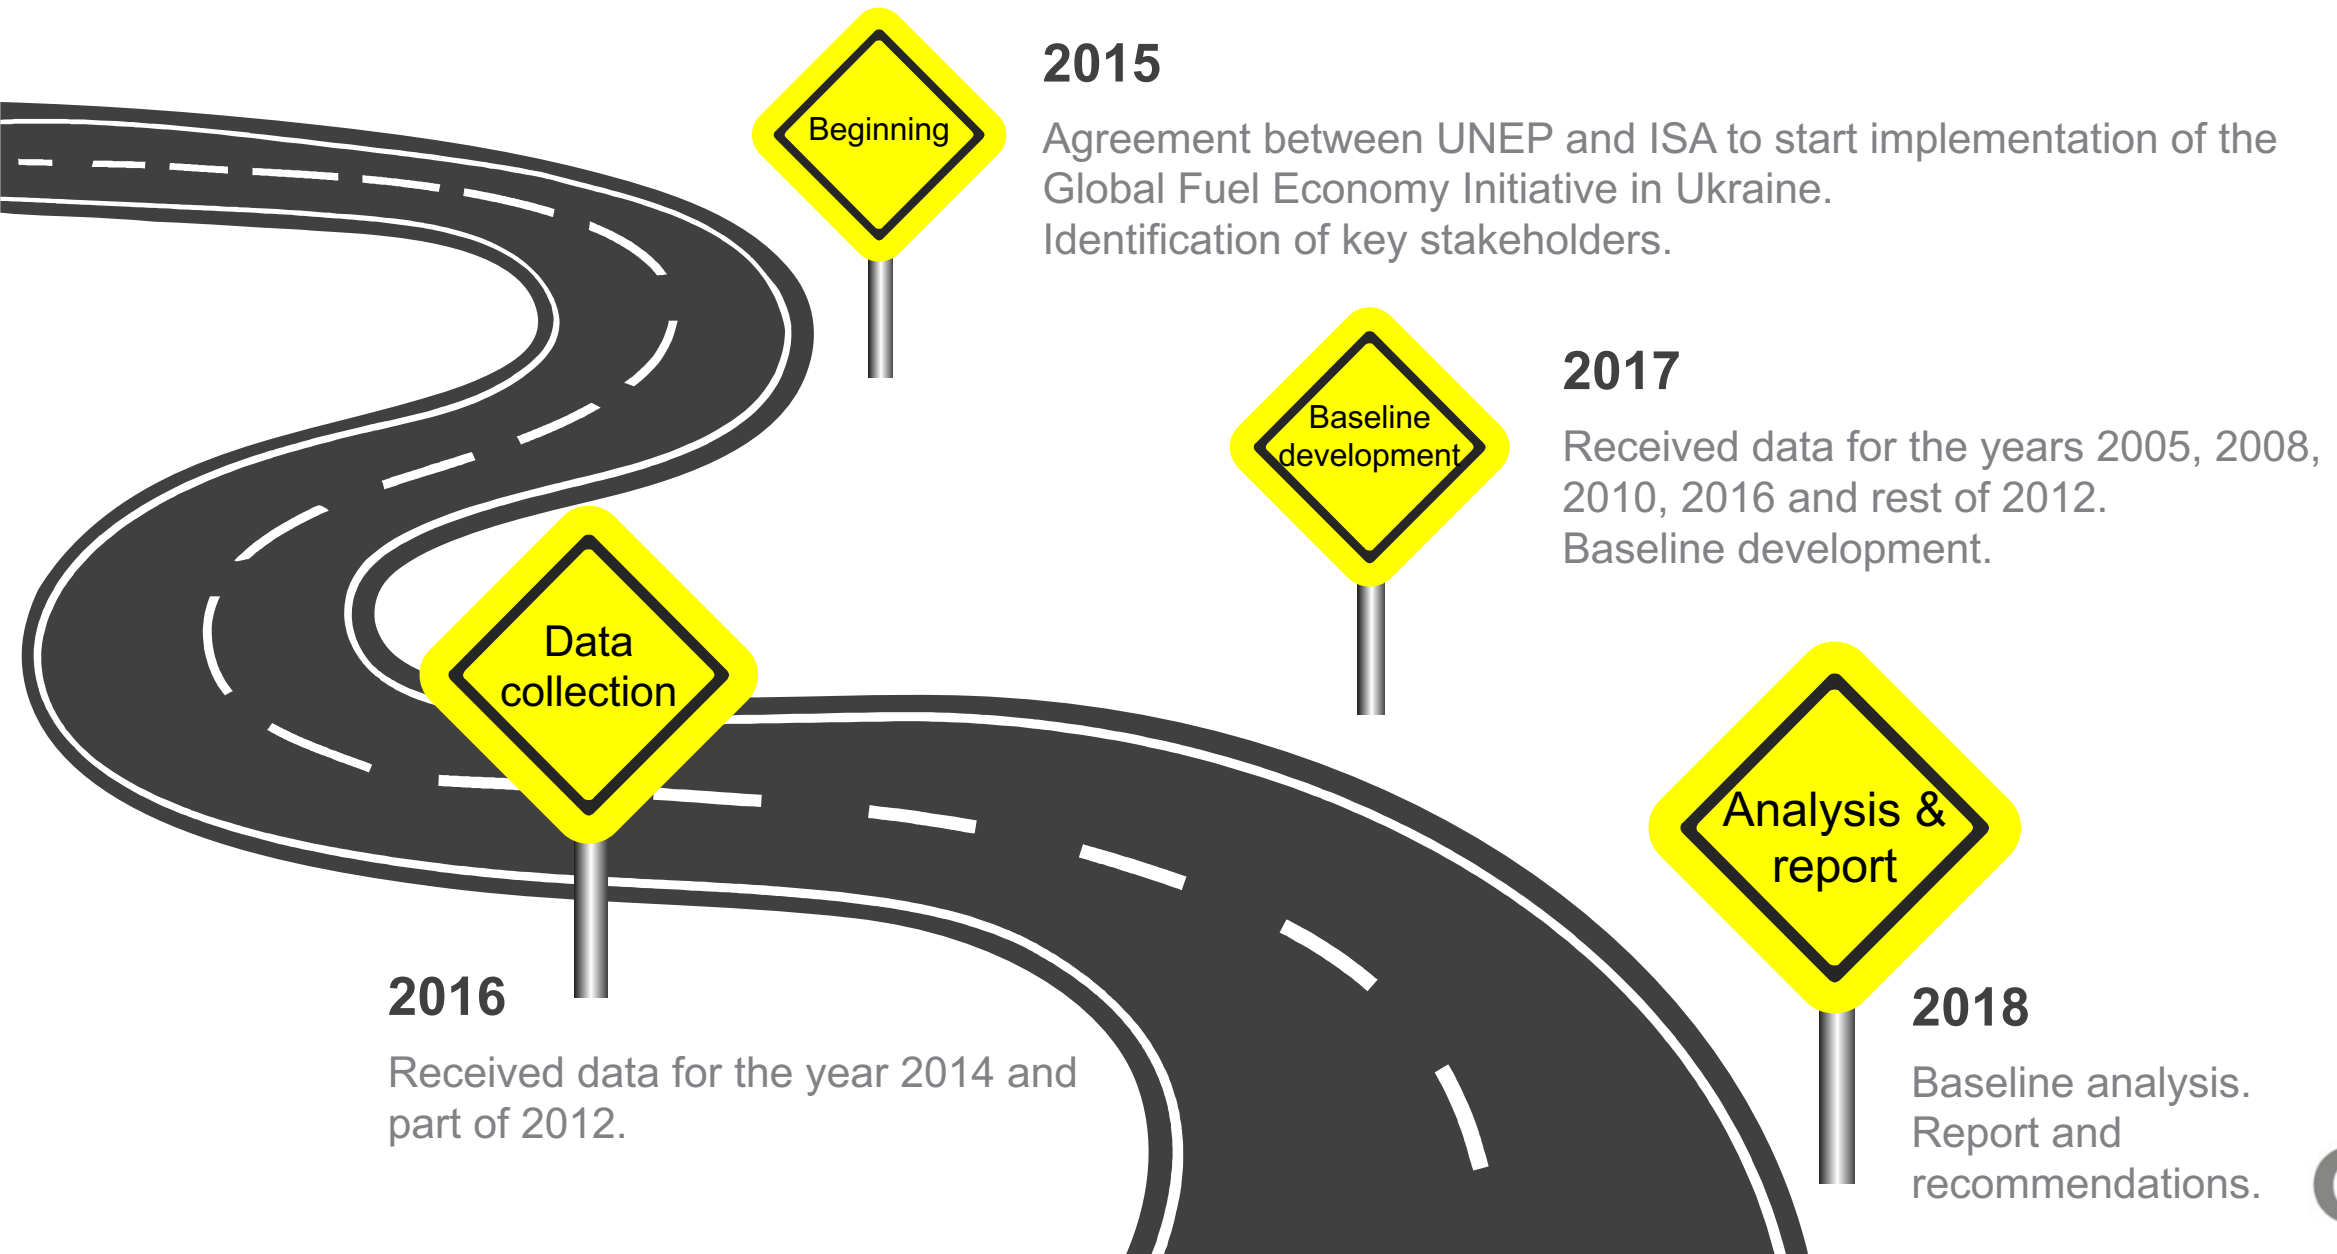 Beginning
2015
Agreement between UNEP and ISA to start implementation of the
Global Fuel Economy Initiative in Ukraine.
Identification of key stakeholders.
Data
collection
2016
Received data for the year 2014 and
part of 2012.
Baseline
development
2017
Received data for the years 2005, 2008,
2010, 2016 and rest of 2012.
Baseline development.
Analysis &
report
2018
Baseline analysis.
Report and
recommendations.